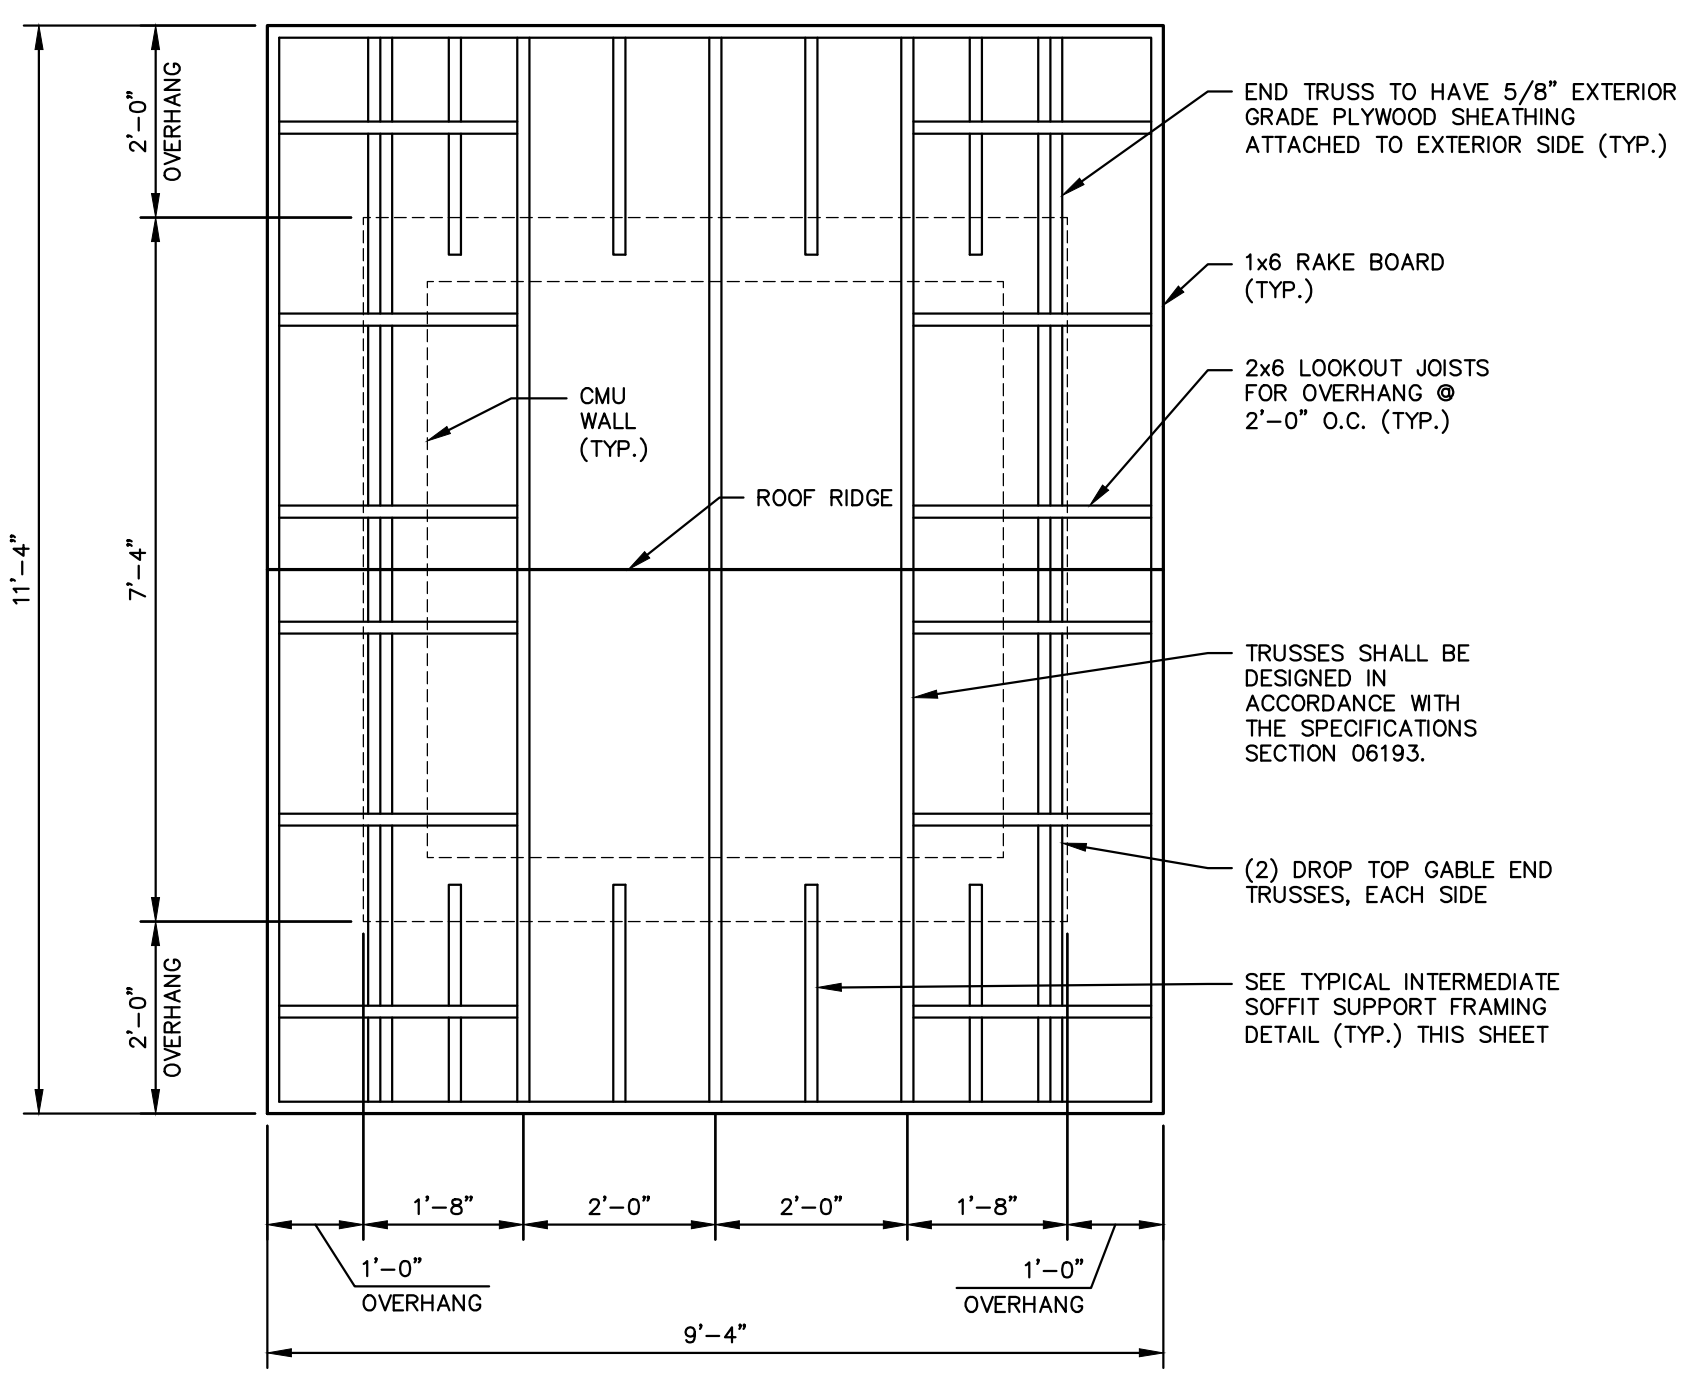 2'-0"
OVERHANG
END TRUSS TO HAVE 5/8" EXTERIOR
GRADE PLYWOOD SHEATHING
ATTACHED TO EXTERIOR SIDE (TYP.)
1x6 RAKE BOARD
(TYP.)
2x6 LOOKOUT JOISTS
FOR OVERHANG @
2'-0" O.C. (TYP.)
CMU
WALL
(TYP.)
ROOF RIDGE
11'-4"
7'-4"
TRUSSES SHALL BE
DESIGNED IN
ACCORDANCE WITH
THE SPECIFICATIONS
SECTION 06193.
(2) DROP TOP GABLE END
TRUSSES, EACH SIDE
2'-0"
OVERHANG
SEE TYPICAL INTERMEDIATE
SOFFIT SUPPORT FRAMING
DETAIL (TYP.) THIS SHEET
1'-8"
2'-0"
2'-0"
1'-8"
1'-0"
OVERHANG
1'-0"
OVERHANG
9'-4"